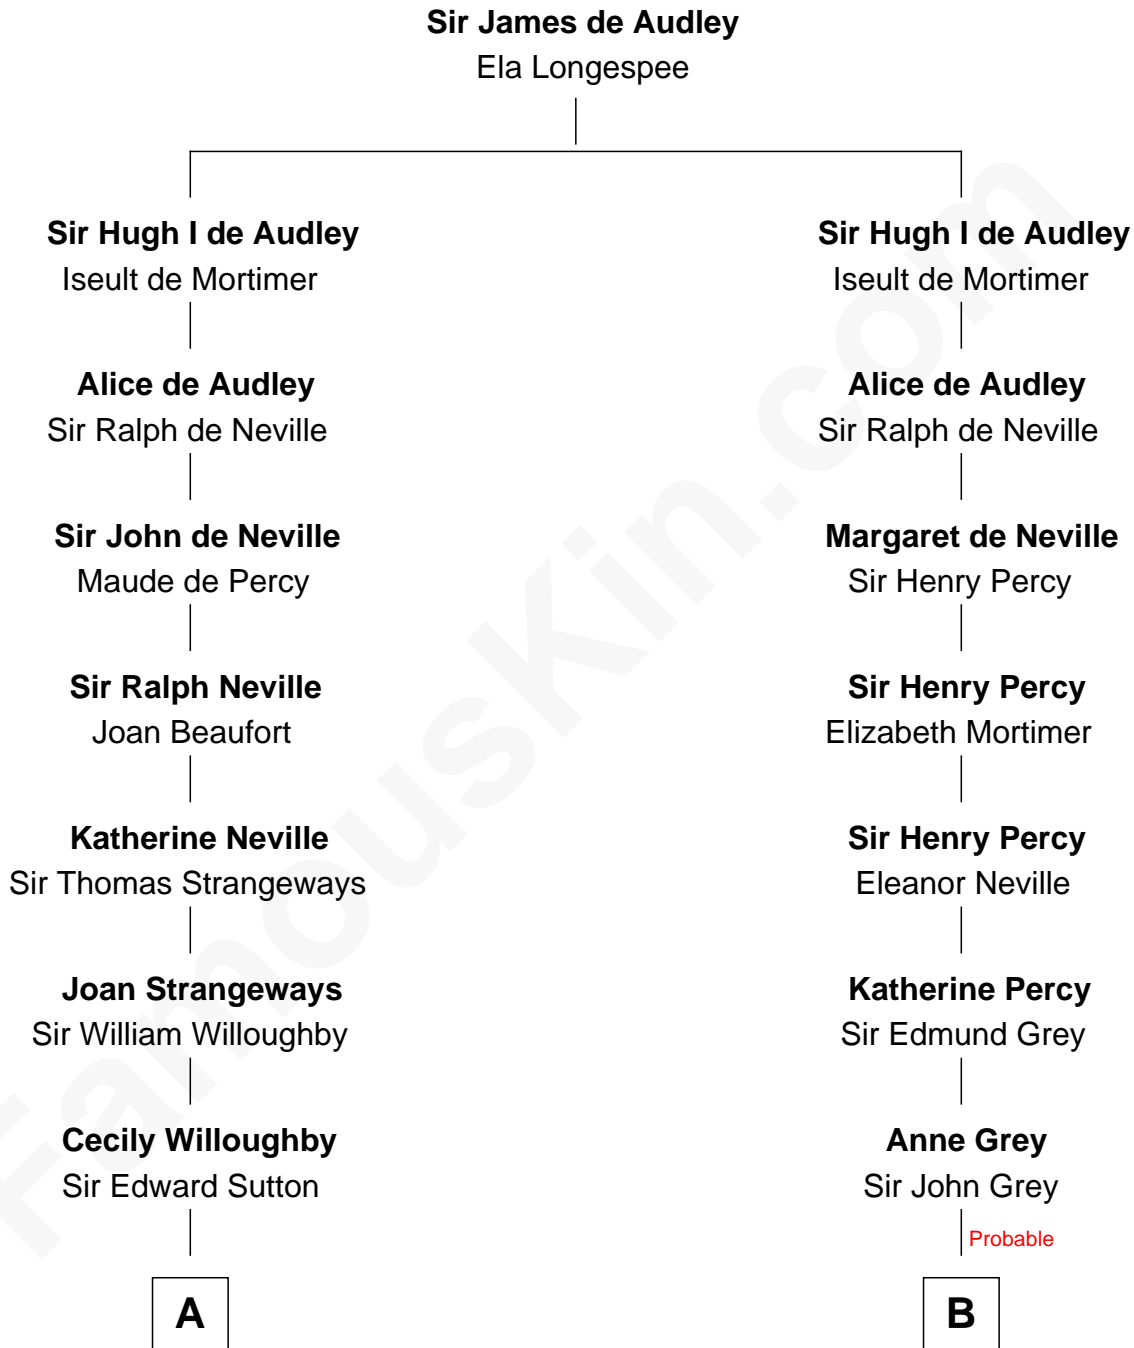 Sir James de Audley
Ela Longespee
Sir Hugh I de Audley
Iseult de Mortimer
Sir Hugh I de Audley
Iseult de Mortimer
Alice de Audley
Sir Ralph de Neville
Alice de Audley
Sir Ralph de Neville
Sir John de Neville
Maude de Percy
Margaret de Neville
Sir Henry Percy
Sir Ralph Neville
Joan Beaufort
Sir Henry Percy
Elizabeth Mortimer
Katherine Neville
Sir Thomas Strangeways
Sir Henry Percy
Eleanor Neville
Joan Strangeways
Sir William Willoughby
Katherine Percy
Sir Edmund Grey
Cecily Willoughby
Sir Edward Sutton
Anne Grey
Sir John Grey
Probable
A
B
FamousKin.com